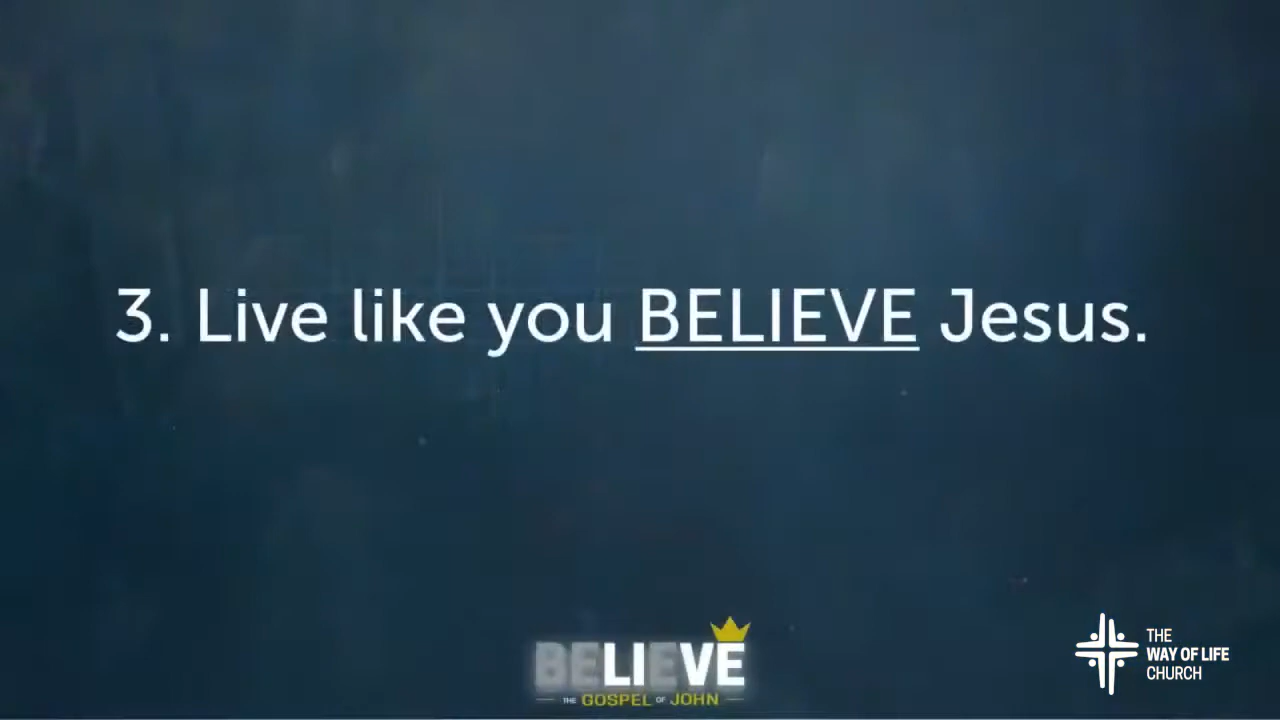 3. Live like you BELIEVE Jesus.
BELIEVE
THE GOSPEL OF JOHN
THE
WAY OF LIFE
CHURCH